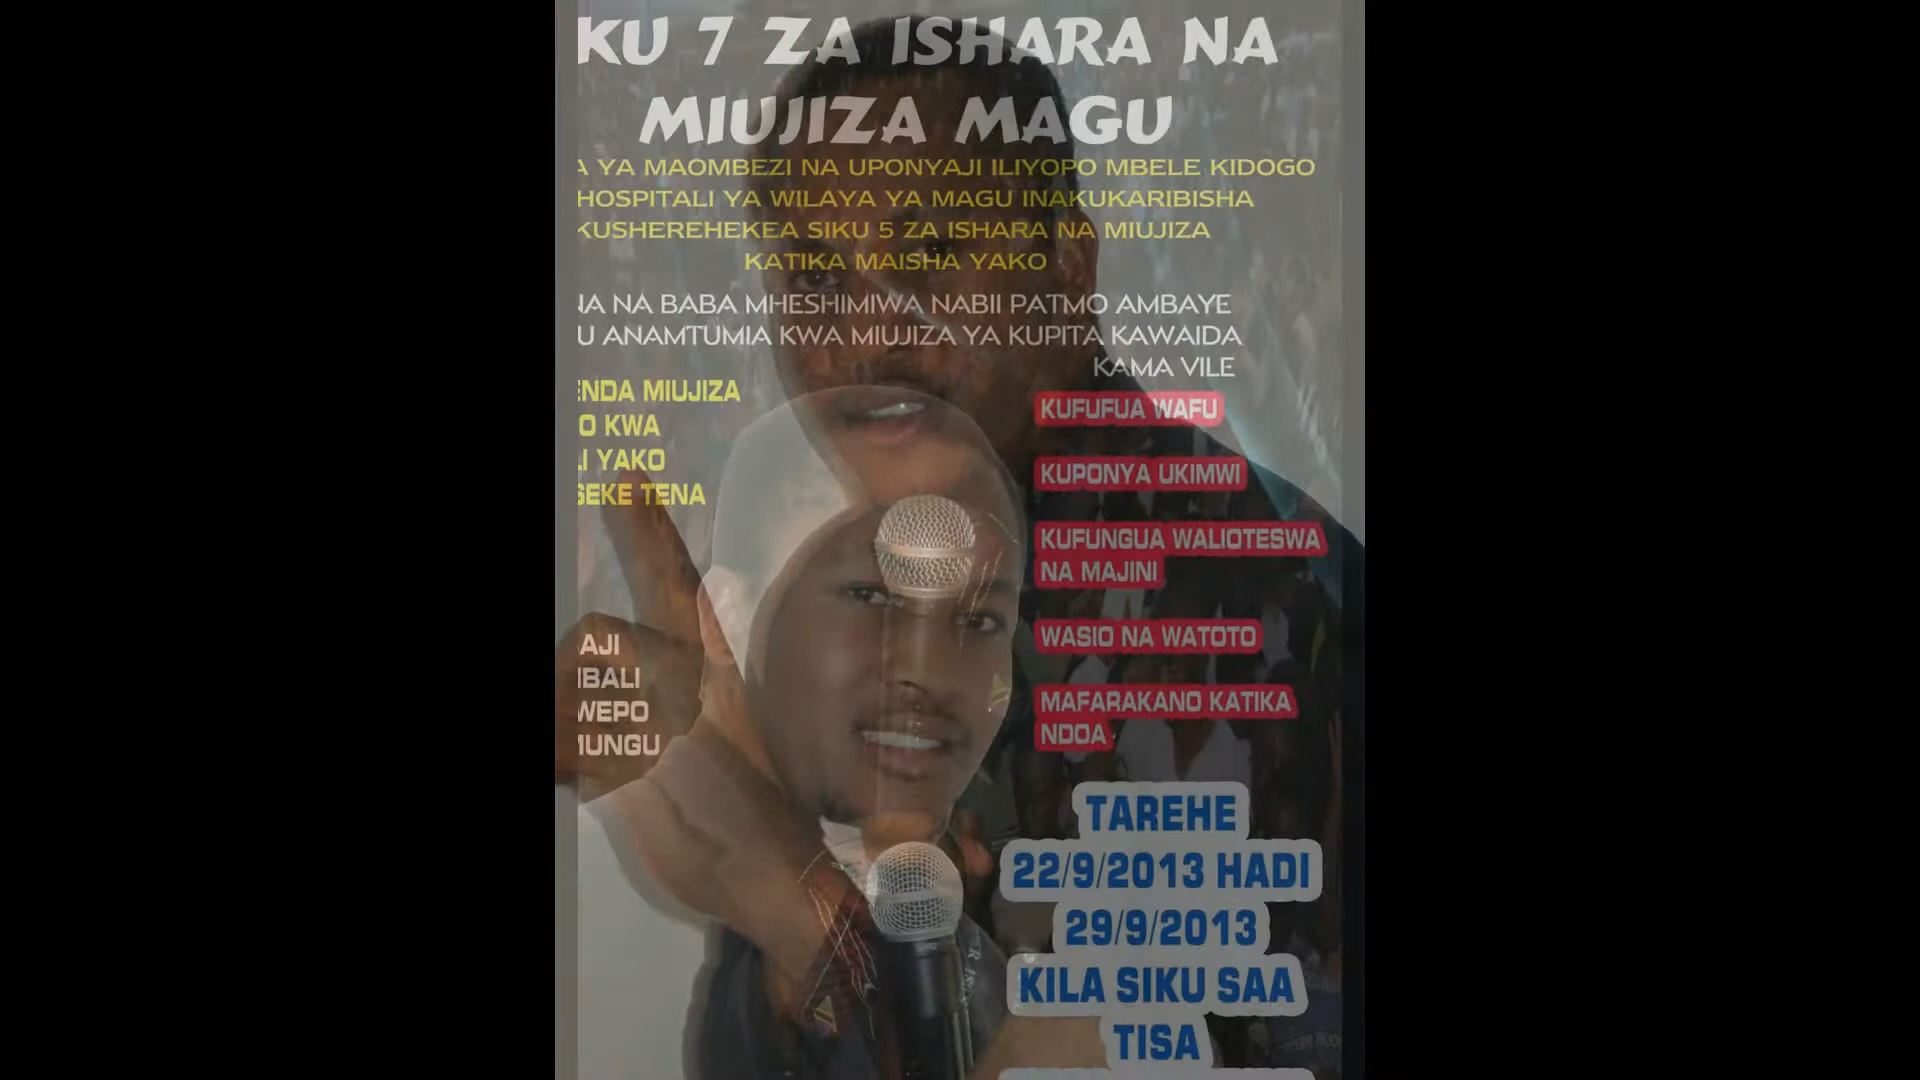 KU 7 ZA ISHARA NA
MIUJIZA MAGU
YA MAOMBEZI NA UPONYAJI ILIYOPO MBELE KIDOGO
HOSPITALI YA WILAYA YA MAGU INAKUKARIBISHA
KUSHEREHEKEA SIKU 5 ZA ISHARA NA MIUJIZA
KATIKA MAISHA YAKO
NA BABA MHESHIMIWA NABII PATMO AMBAYE
U ANAMTUMIA KWA MIUJIZA YA KUPITA KAWAIDA
KAMA VILE
ENDA MIUJIZA
O KWA
LI YAKO
SEKE TENA
KUFUFUA WAFU
KUPONYA UKIMWI
KUFUNGUA WALIOTESWA
NA MAJINI
WASIO NA WATOTO
MAFARAKANO KATIKA
NDOA
AJI
MBALI
WEPO
MUNGU
TAREHE
22/9/2013 HADI
29/9/2013
KILA SIKU SAA
TISA